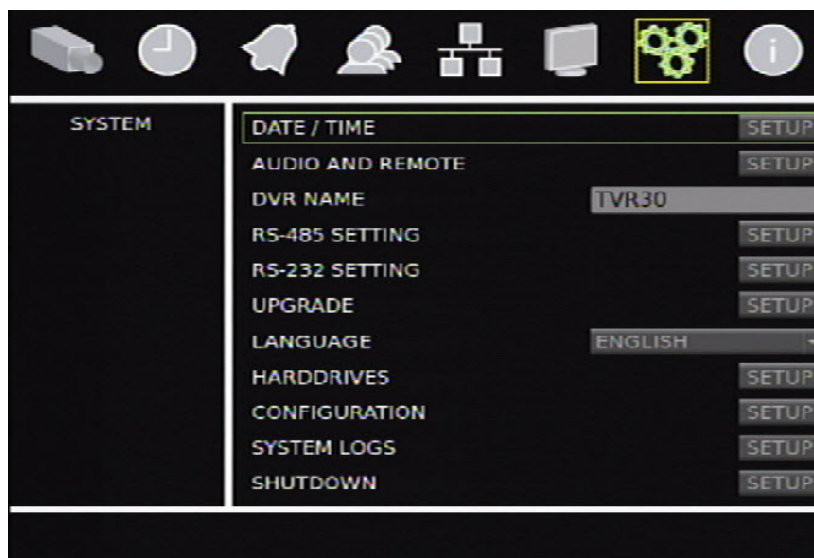 SYSTEM
DATE / TIME SETUP
AUDIO AND REMOTE SETUP
DVR NAME TVR30
RS-485 SETTING SETUP
RS-232 SETTING SETUP
UPGRADE SETUP
LANGUAGE ENGLISH
HARDDRIVES SETUP
CONFIGURATION SETUP
SYSTEM LOGS SETUP
SHUTDOWN SETUP